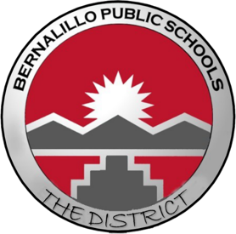 BERNALILLO PUBLIC SCHOOLS
THE DISTRICT